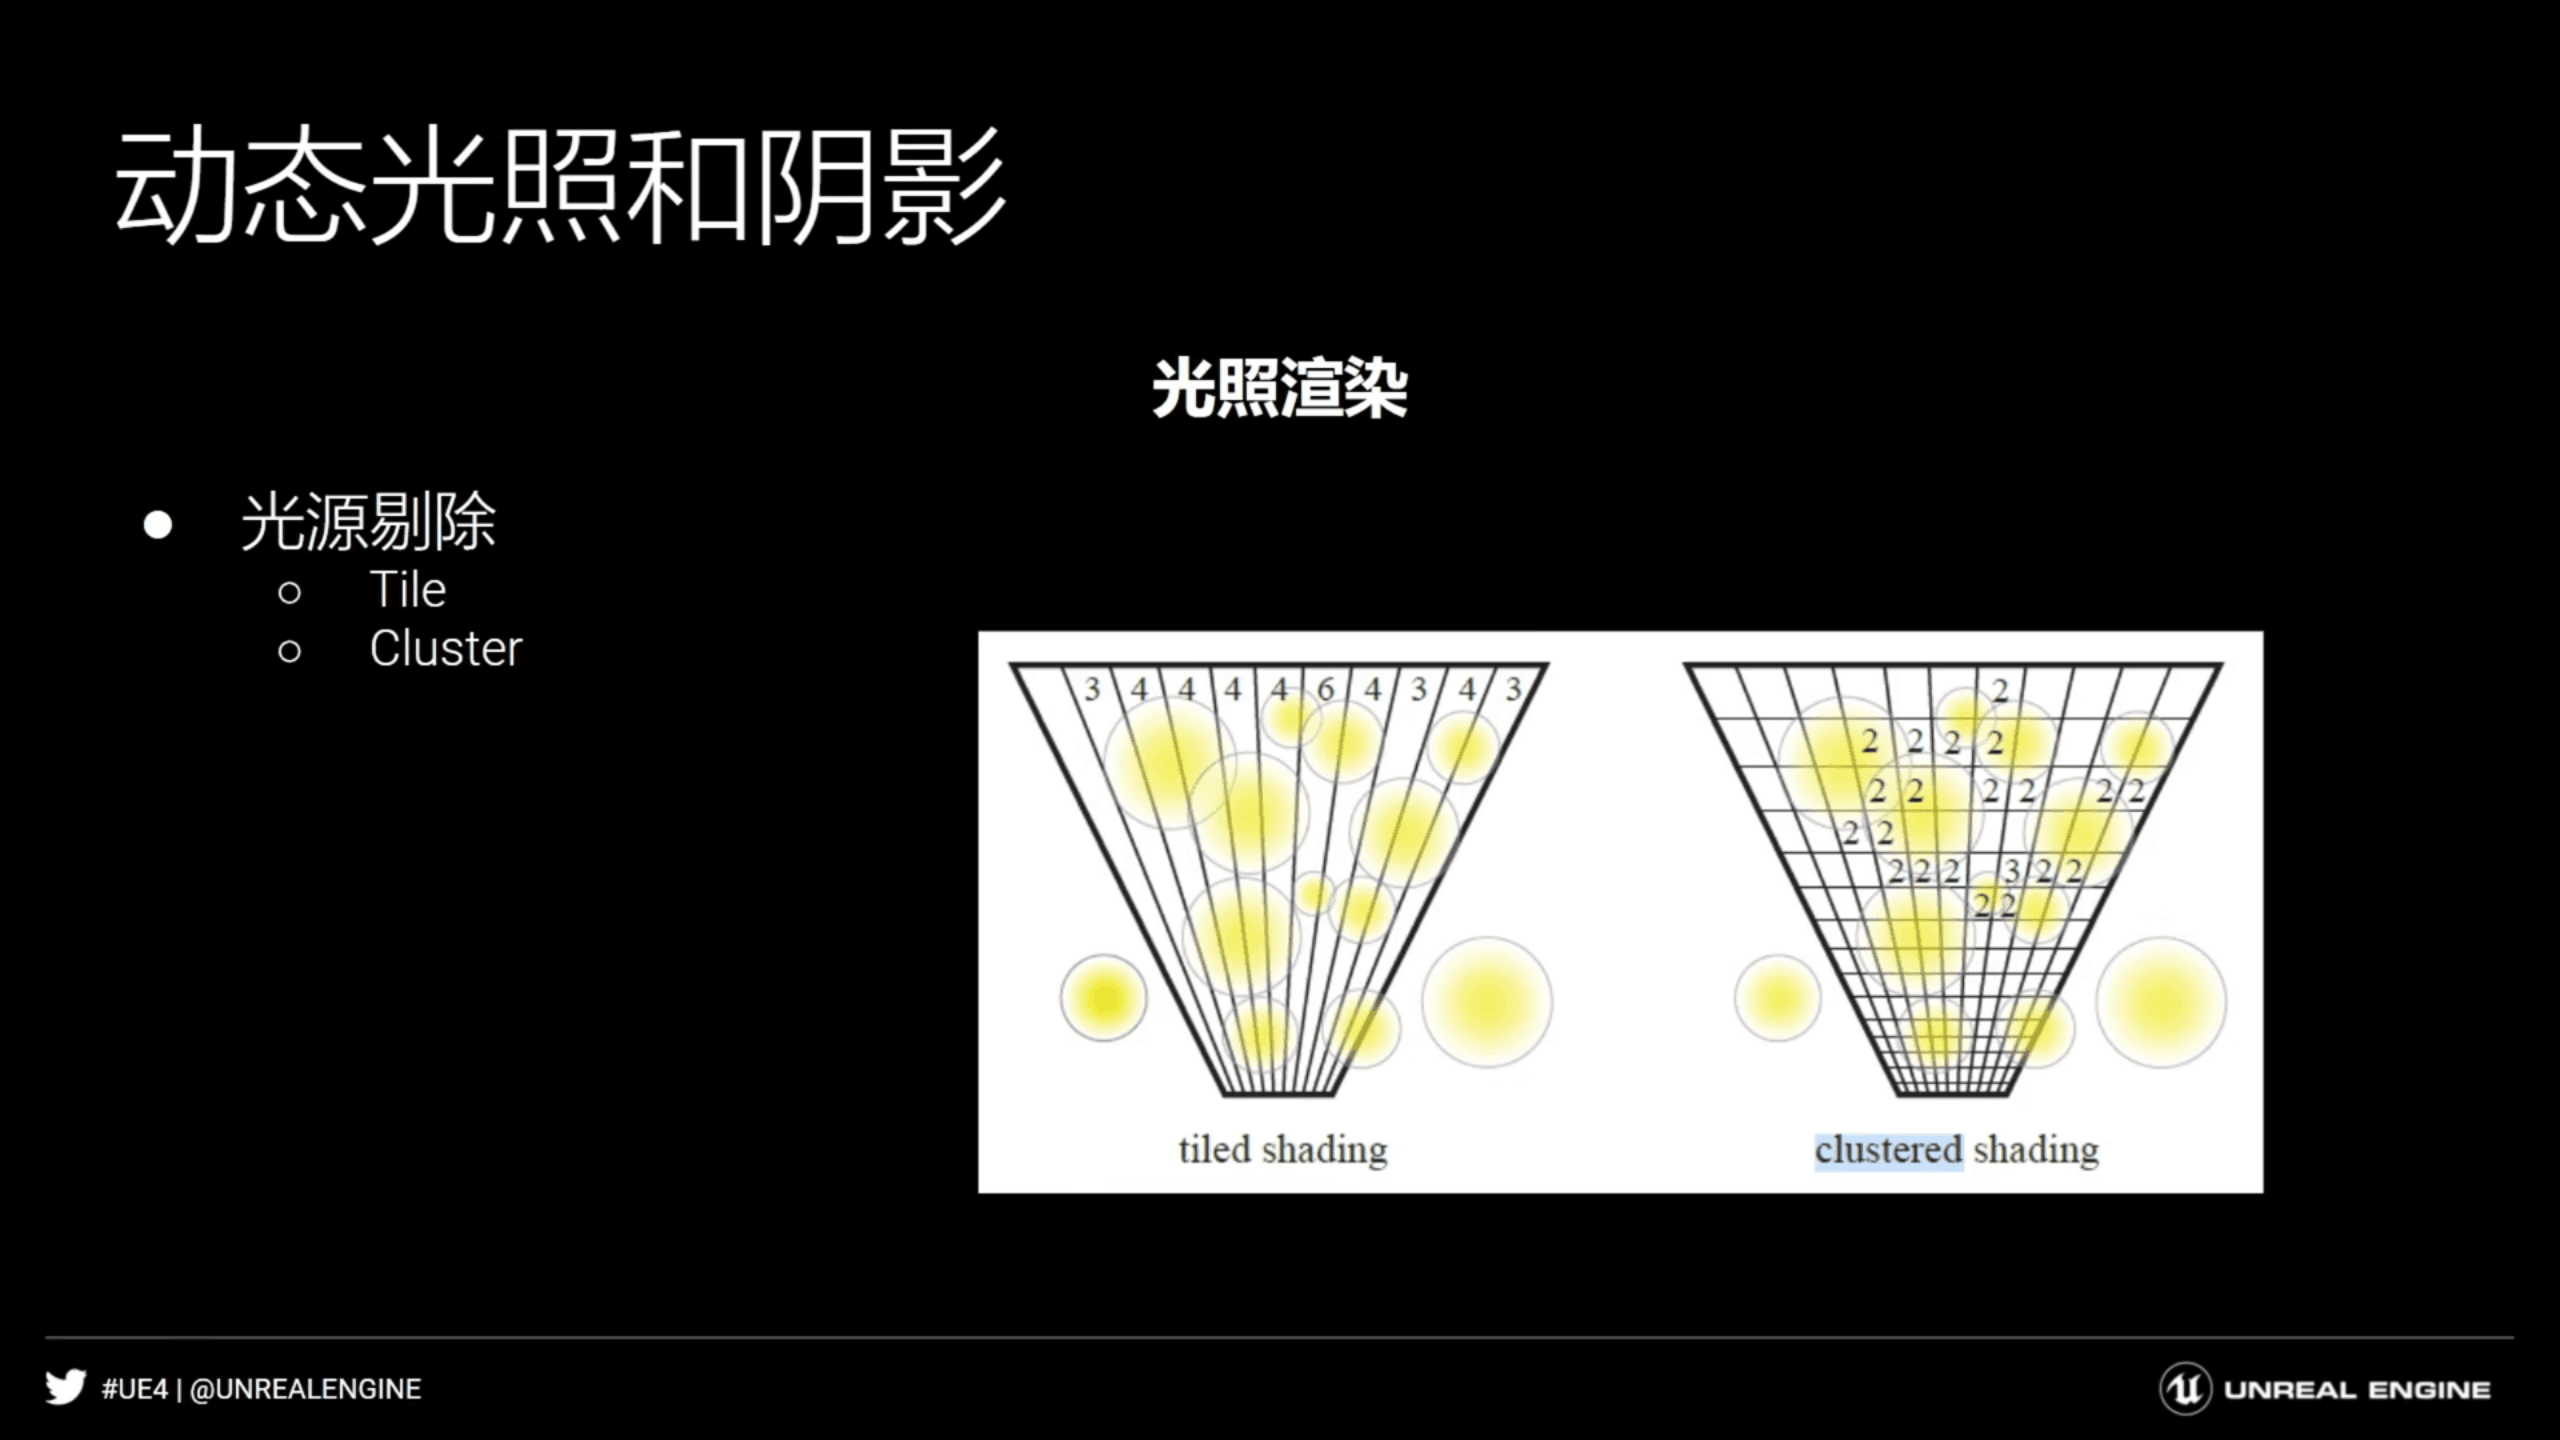 动态光照和阴影
光照渲染
● 光源剔除
○ Tile
○ Cluster
3 4 4 4 4 6 4 3 4 3
tiled shading
2
2 2 2 2
2 2 2 2 2 2
2 2
2 2 2 3 2 2
2 2
clustered shading
#UE4 | @UNREALENGINE
UNREAL ENGINE